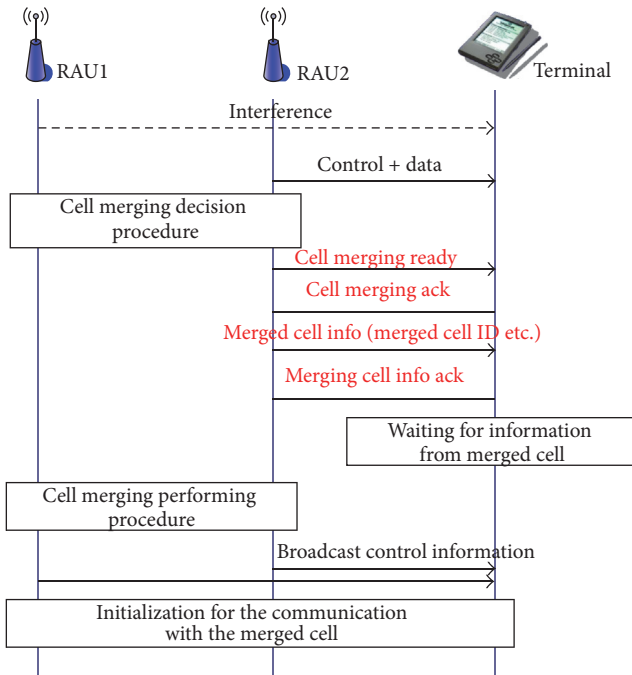 RAU1
RAU2
Terminal
Interference
Control + data
Cell merging decision
procedure
Cell merging ready
Cell merging ack
Merged cell info (merged cell ID etc.)
Merging cell info ack
Waiting for information
from merged cell
Cell merging performing
procedure
Broadcast control information
Initialization for the communication
with the merged cell